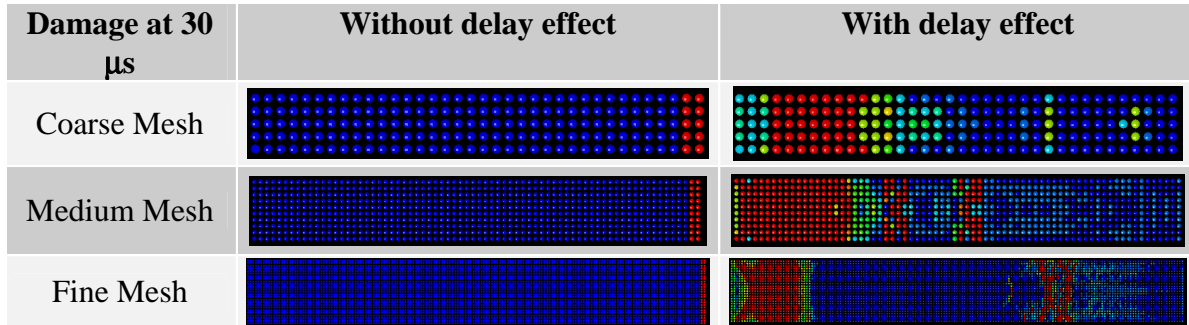 Damage at 30
μs
Without delay effect
With delay effect
Coarse Mesh
Medium Mesh
Fine Mesh